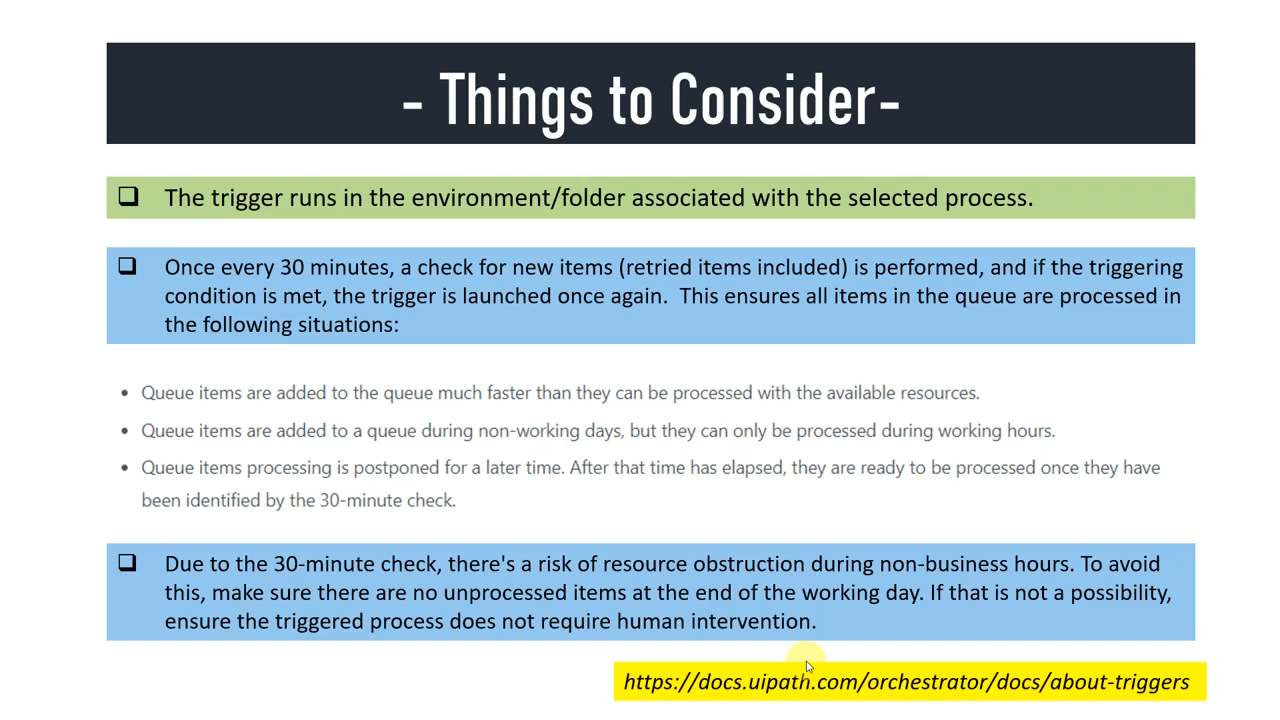 - Things to Consider-
❑ The trigger runs in the environment/folder associated with the selected process.
❑ Once every 30 minutes, a check for new items (retried items included) is performed, and if the triggering
condition is met, the trigger is launched once again.  This ensures all items in the queue are processed in
the following situations:
• Queue items are added to the queue much faster than they can be processed with the available resources.
• Queue items are added to a queue during non-working days, but they can only be processed during working hours.
• Queue items processing is postponed for a later time. After that time has elapsed, they are ready to be processed once they have
been identified by the 30-minute check.
❑ Due to the 30-minute check, there's a risk of resource obstruction during non-business hours. To avoid
this, make sure there are no unprocessed items at the end of the working day. If that is not a possibility,
ensure the triggered process does not require human intervention.
https://docs.uipath.com/orchestrator/docs/about-triggers